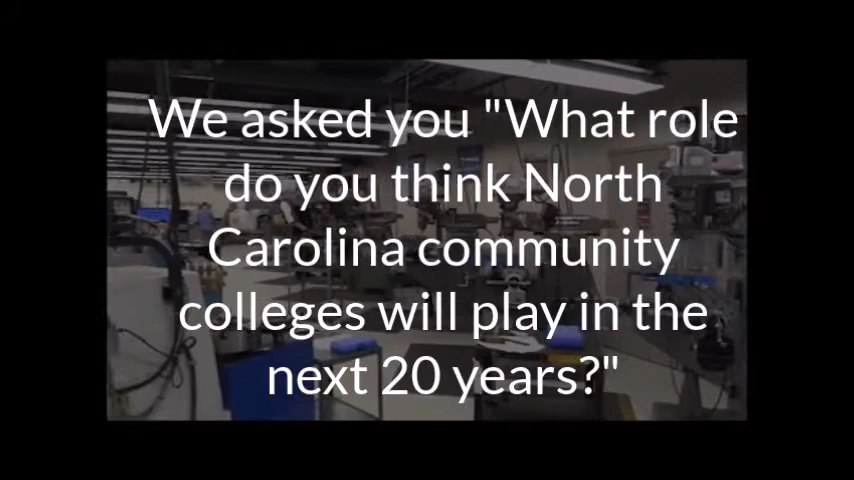 We asked you "What role
do you think North
Carolina community
colleges will play in the
next 20 years?"